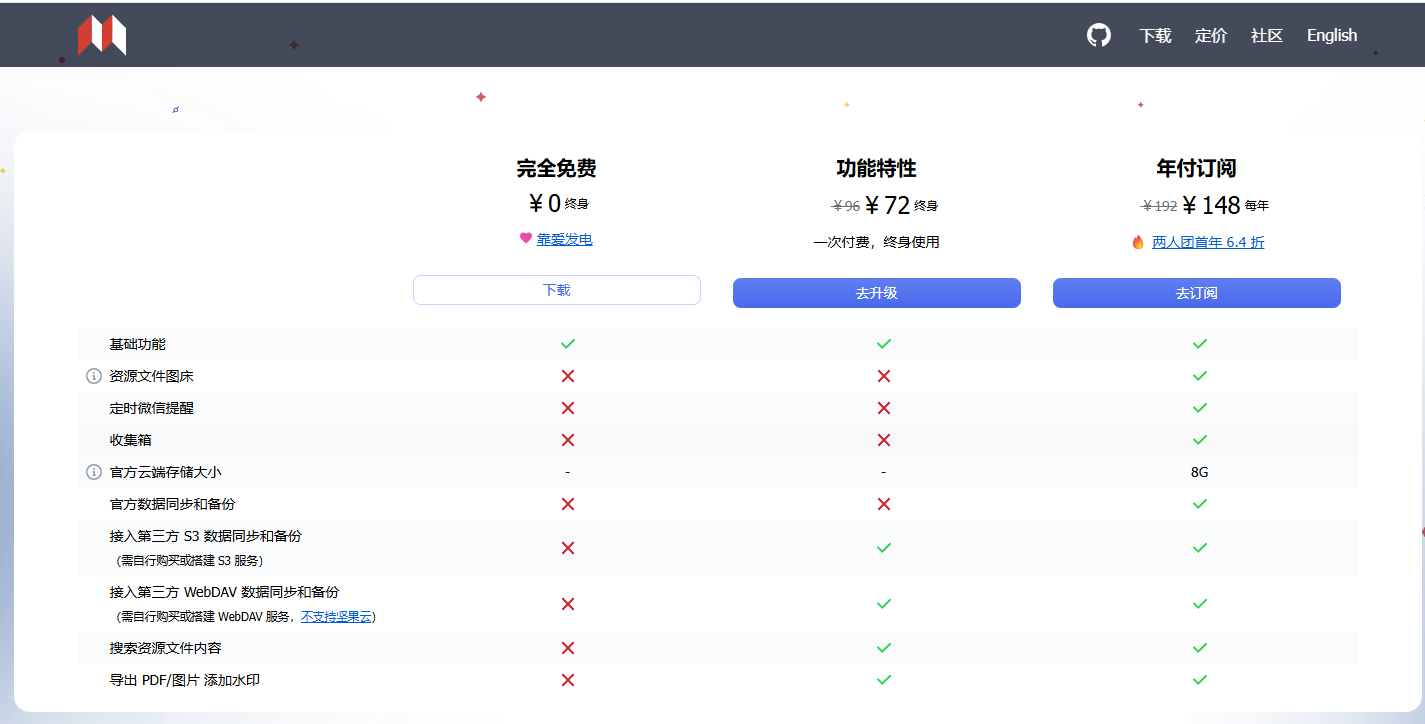 下载 定价 社区 English
完全免费 功能特性 年付订阅
￥0 终身 ￥96 ￥72 终身 ￥192 ￥148 每年
靠爱发电 一次付费，终身使用 两人团首年 6.4 折
下载 去升级 去订阅
基础功能
资源文件图床
定时微信提醒
收集箱
官方云端存储大小 - - 8G
官方数据同步和备份
接入第三方 S3 数据同步和备份
（需自行购买或搭建 S3 服务）
接入第三方 WebDAV 数据同步和备份
（需自行购买或搭建 WebDAV 服务，不支持坚果云）
搜索资源文件内容
导出 PDF/图片 添加水印